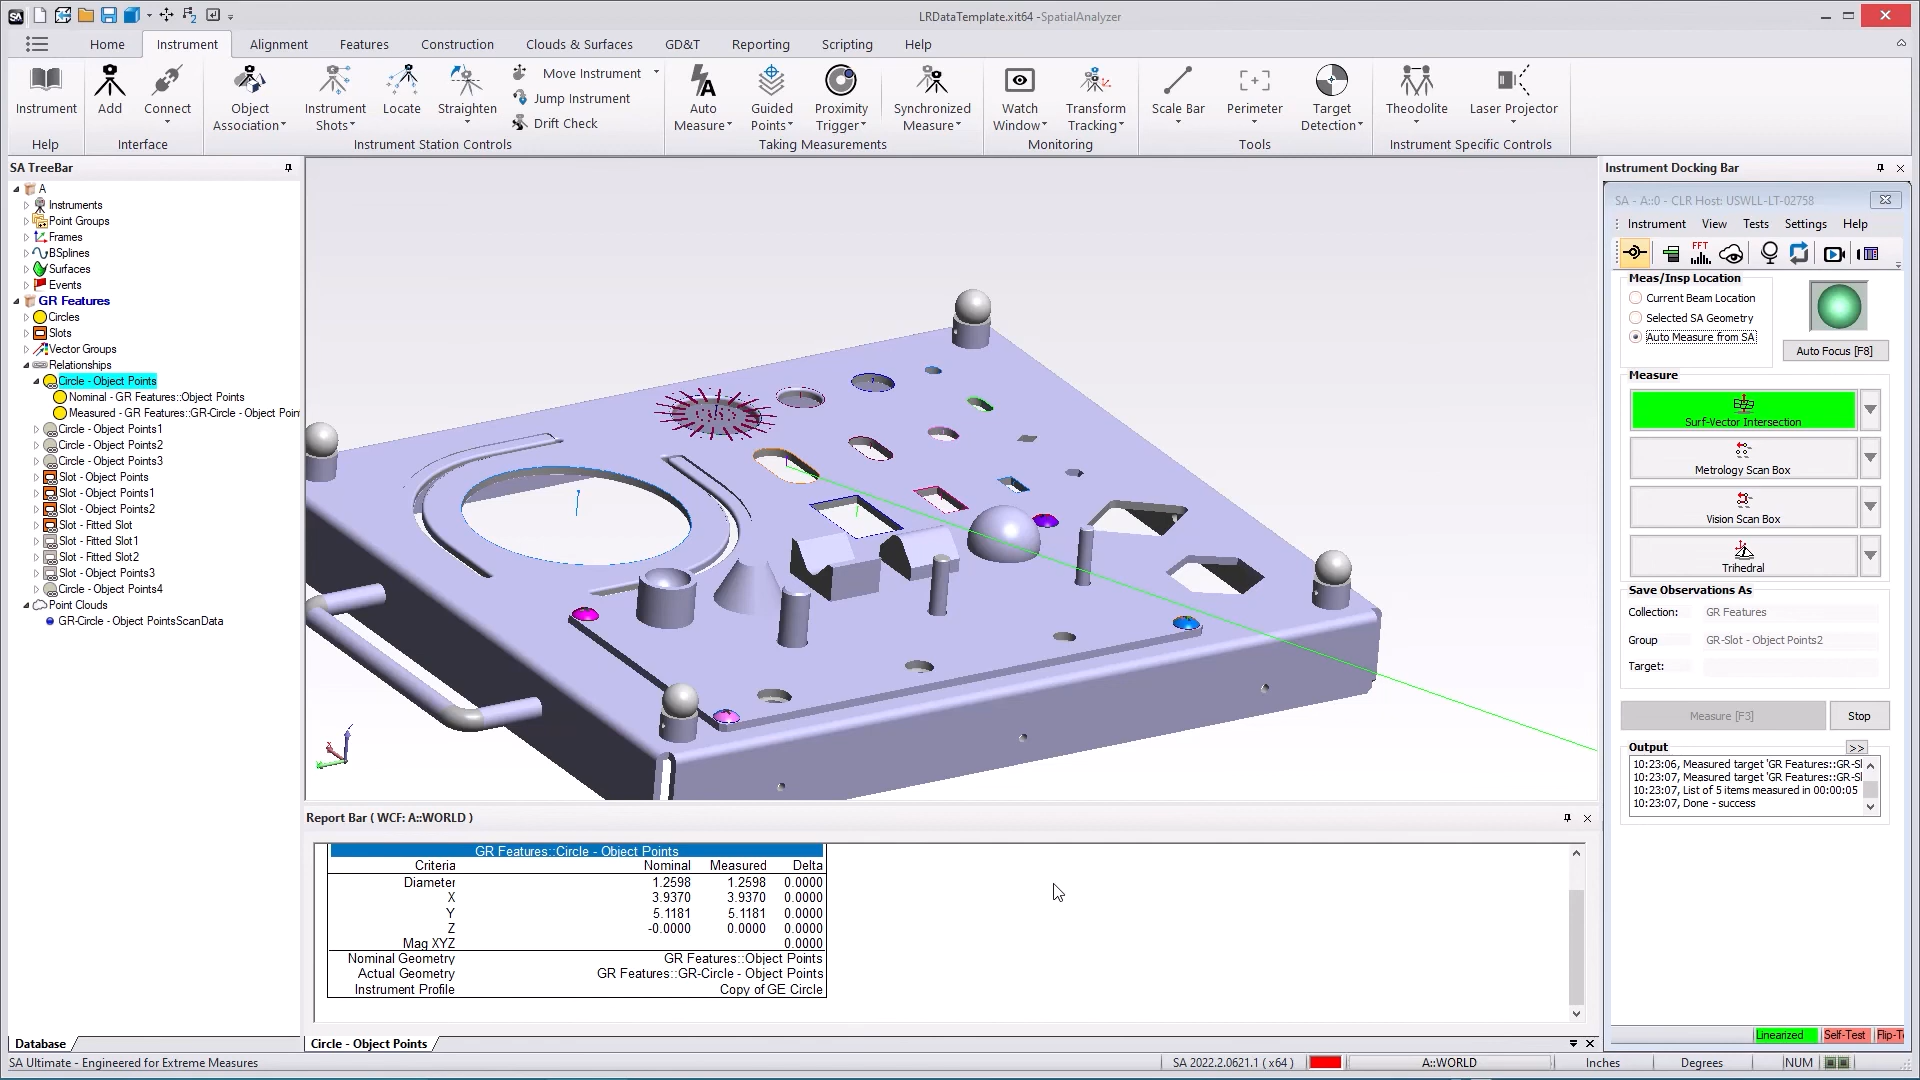 SA
LRDataTemplate.xit64 -SpatialAnalyzer
Home Instrument Alignment Features Construction Clouds & Surfaces GD&T Reporting Scripting Help
Instrument
Help
Add
Connect
Interface
Object Association
Instrument Shots
Locate
Straighten
Move Instrument
Jump Instrument
Drift Check
Instrument Station Controls
Auto Measure
Guided Points
Proximity Trigger
Synchronized Measure
Taking Measurements
Watch Window
Transform Tracking
Monitoring
Scale Bar
Perimeter
Target Detection
Tools
Theodolite
Laser Projector
Instrument Specific Controls
SA TreeBar
A
Instruments
Point Groups
Frames
BSplines
Surfaces
Events
GR Features
Circles
Slots
Vector Groups
Relationships
Circle - Object Points
Nominal - GR Features::Object Points
Measured - GR Features::GR-Circle - Object Poin
Circle - Object Points1
Circle - Object Points2
Circle - Object Points3
Slot - Object Points
Slot - Object Points1
Slot - Object Points2
Slot - Fitted Slot
Slot - Fitted Slot1
Slot - Fitted Slot2
Slot - Object Points3
Circle - Object Points4
Point Clouds
GR-Circle - Object PointsScanData
Database
Report Bar ( WCF: A::WORLD )
GR Features::Circle - Object Points
Criteria Nominal Measured Delta
Diameter 1.2598 1.2598 0.0000
X 3.9370 3.9370 0.0000
Y 5.1181 5.1181 0.0000
Z -0.0000 0.0000 0.0000
Mag XYZ 0.0000
Nominal Geometry GR Features::Object Points
Actual Geometry GR Features::GR-Circle - Object Points
Instrument Profile Copy of GE Circle
Circle - Object Points
Instrument Docking Bar
SA - A::0 - CLR Host: USWLL-LT-02758
Instrument View Tests Settings Help
FFT
Meas/Insp Location
Current Beam Location
Selected SA Geometry
Auto Measure from SA
Auto Focus [F8]
Measure
Surf-Vector Intersection
Metrology Scan Box
Vision Scan Box
Trihedral
Save Observations As
Collection: GR Features
Group GR-Slot - Object Points2
Target:
Measure [F3] Stop
Output >>
10:23:06, Measured target 'GR Features::GR-Sl
10:23:07, Measured target 'GR Features::GR-Sl
10:23:07, List of 5 items measured in 00:00:05
10:23:07, Done - success
Linearized Self-Test Flip-T
SA Ultimate - Engineered for Extreme Measures
SA 2022.2.0621.1 ( x64 ) A::WORLD Inches Degrees NUM